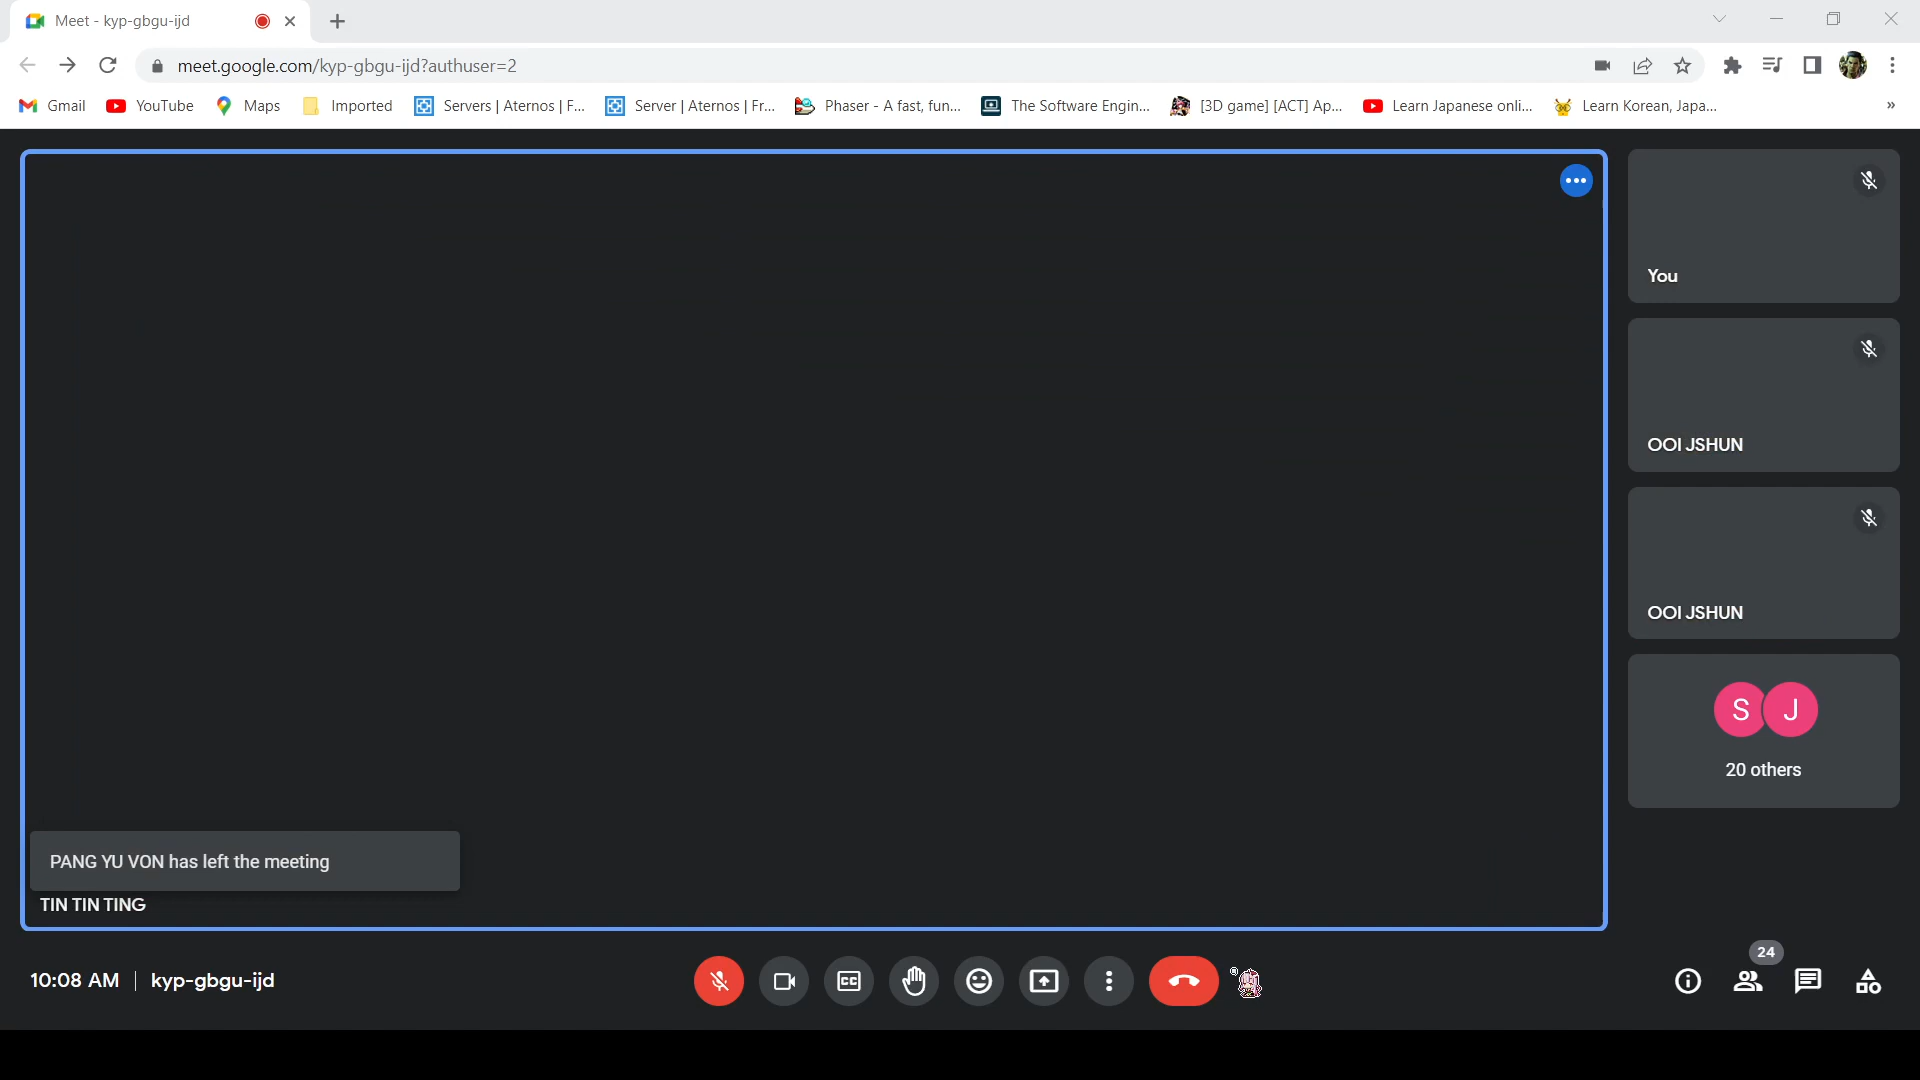 Meet - kyp-gbgu-ijd
meet.google.com/kyp-gbgu-ijd?authuser=2
Gmail
YouTube
Maps
Imported
Servers | Aternos | F...
Server | Aternos | Fr...
Phaser - A fast, fun...
The Software Engin...
[3D game] [ACT] Ap...
Learn Japanese onli...
Learn Korean, Japa...
»
You
OOI JSHUN
OOI JSHUN
S
J
20 others
PANG YU VON has left the meeting
TIN TIN TING
24
10:08 AM | kyp-gbgu-ijd
CC